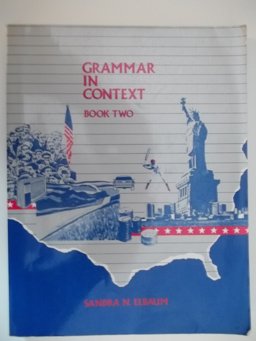 GRAMMAR
IN
CONTEXT
BOOK TWO
SANDRA N. ELBAUM